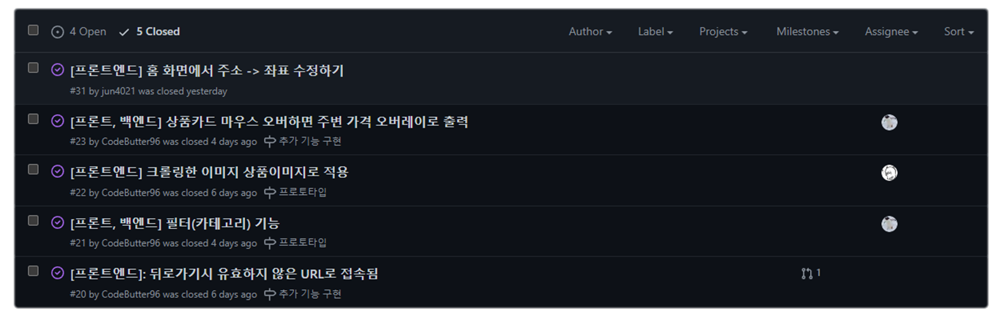 4 Open 5 Closed Author Label Projects Milestones Assignee Sort
[프론트엔드] 홈 화면에서 주소 -> 좌표 수정하기
#31 by jun4021 was closed yesterday
[프론트, 백엔드] 상품카드 마우스 오버하면 주변 가격 오버레이로 출력
#23 by CodeButter96 was closed 4 days ago 추가 기능 구현
[프론트엔드] 크롤링한 이미지 상품이미지로 적용
#22 by CodeButter96 was closed 6 days ago 프로토타입
[프론트, 백엔드] 필터(카테고리) 기능
#21 by CodeButter96 was closed 4 days ago 프로토타입
[프론트엔드]: 뒤로가기시 유효하지 않은 URL로 접속됨 1
#20 by CodeButter96 was closed 6 days ago 추가 기능 구현